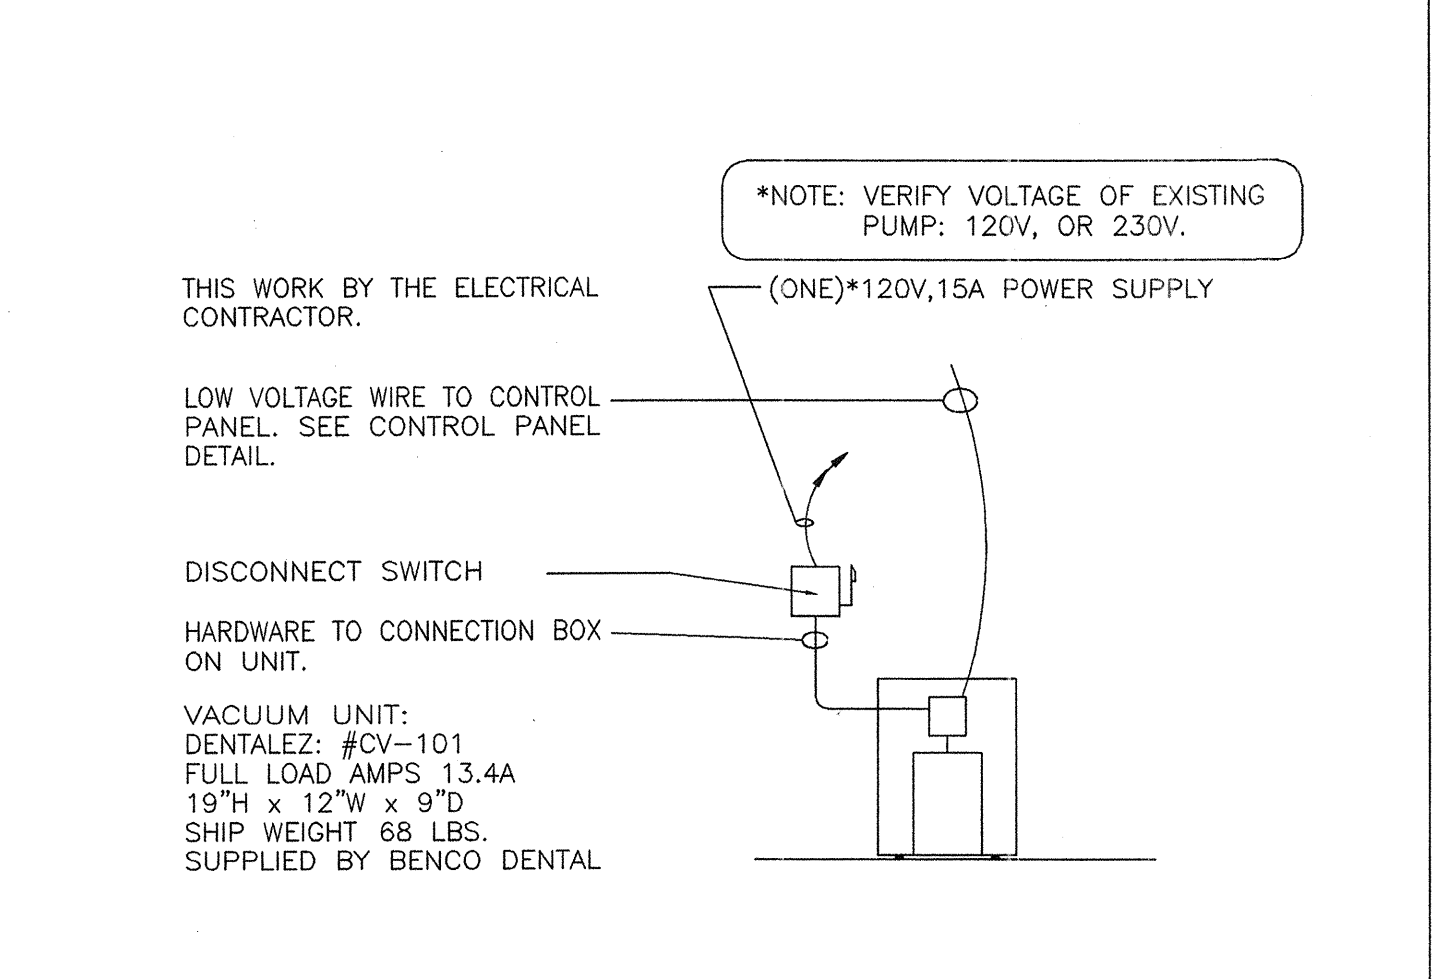 *NOTE: VERIFY VOLTAGE OF EXISTING
PUMP: 120V, OR 230V.
THIS WORK BY THE ELECTRICAL
CONTRACTOR.
(ONE)*120V,15A POWER SUPPLY
LOW VOLTAGE WIRE TO CONTROL
PANEL. SEE CONTROL PANEL
DETAIL.
DISCONNECT SWITCH
HARDWARE TO CONNECTION BOX
ON UNIT.
VACUUM UNIT:
DENTALEZ: #CV-101
FULL LOAD AMPS 13.4A
19"H x 12"W x 9"D
SHIP WEIGHT 68 LBS.
SUPPLIED BY BENCO DENTAL